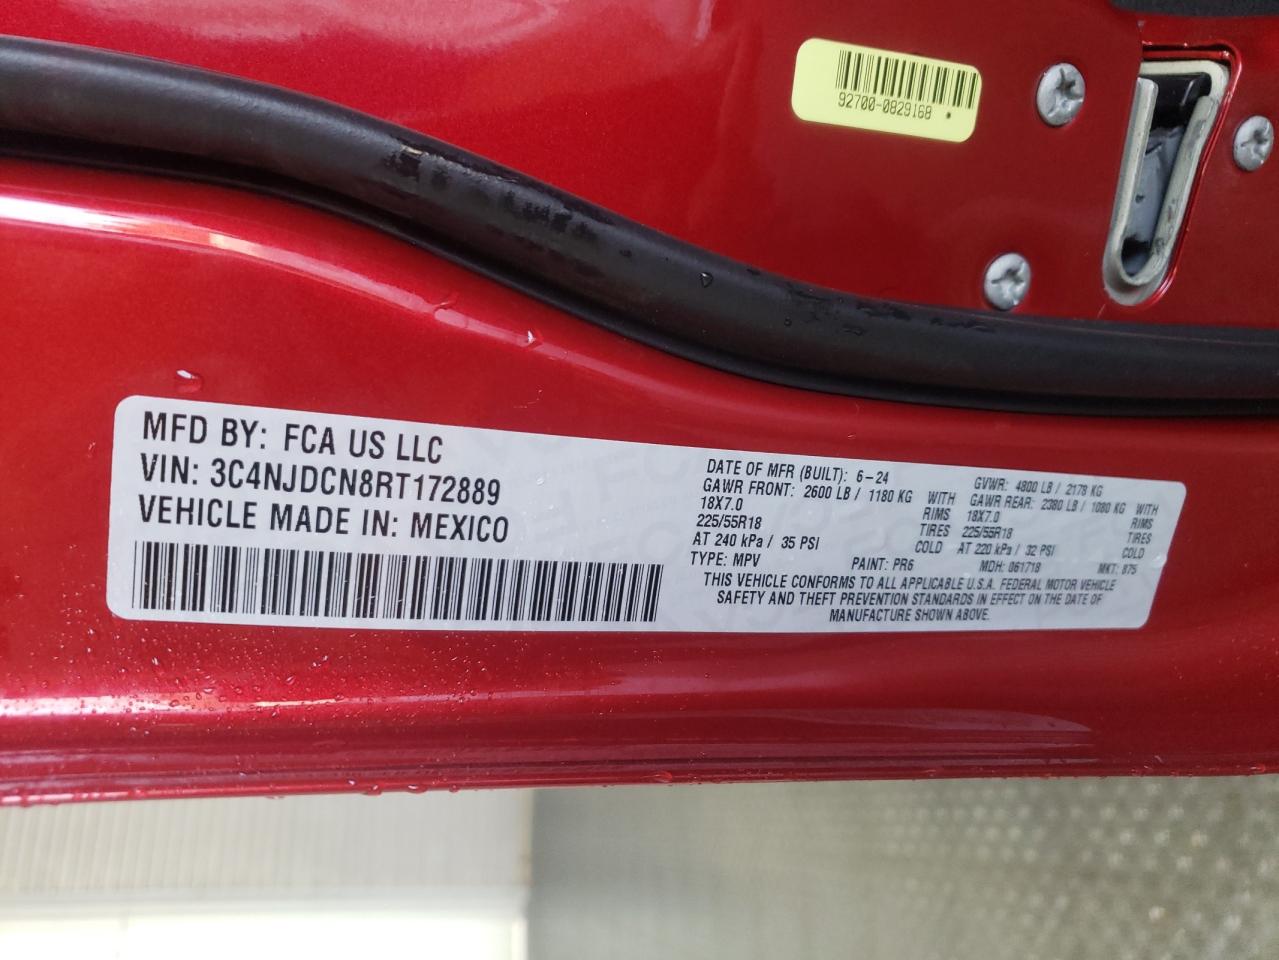 92700-0829168
MFD BY: FCA US LLC
VIN: 3C4NJDCN8RT172889
VEHICLE MADE IN: MEXICO
DATE OF MFR (BUILT): 6-24 GVWR: 4800 LB / 2178 KG
GAWR FRONT: 2600 LB / 1180 KG WITH GAWR REAR: 2380 LB / 1080 KG WITH
18X7.0 RIMS 18X7.0 RIMS
225/55R18 TIRES 225/55R18 TIRES
AT 240 kPa / 35 PSI COLD AT 220 kPa / 32 PSI COLD
TYPE: MPV PAINT: PR6 MDH: 061718 MKT: 875
THIS VEHICLE CONFORMS TO ALL APPLICABLE U.S.A. FEDERAL MOTOR VEHICLE
SAFETY AND THEFT PREVENTION STANDARDS IN EFFECT ON THE DATE OF
MANUFACTURE SHOWN ABOVE.